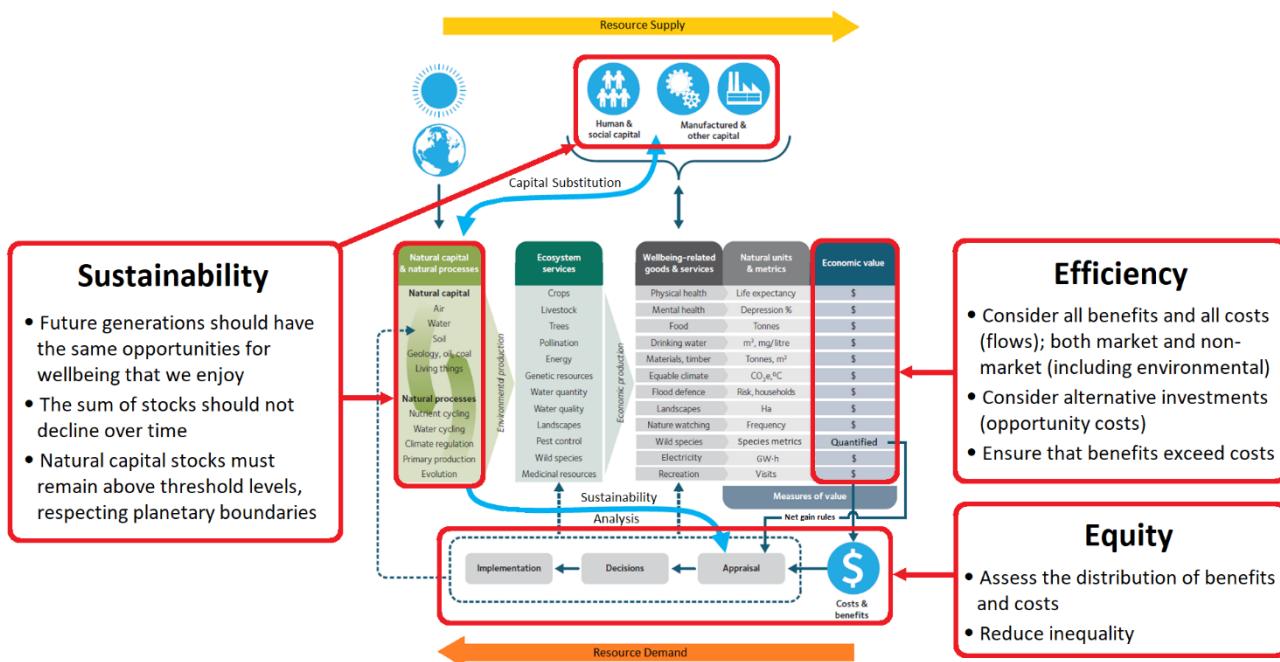 Resource Supply
Human &
social capital
Manufactured &
other capital
Capital Substitution
Sustainability
• Future generations should have
the same opportunities for
wellbeing that we enjoy
• The sum of stocks should not
decline over time
• Natural capital stocks must
remain above threshold levels,
respecting planetary boundaries
Natural capital
& natural processes
Natural capital
Air
Water
Soil
Geology, oil, coal
Living things
Natural processes
Nutrient cycling
Water cycling
Climate regulation
Primary production
Evolution
Environmental production
Ecosystem
services
Crops
Livestock
Trees
Pollination
Energy
Genetic resources
Water quantity
Water quality
Landscapes
Pest control
Wild species
Medicinal resources
Economic production
Wellbeing-related
goods & services
Physical health
Mental health
Food
Drinking water
Materials, timber
Equable climate
Flood defence
Landscapes
Nature watching
Wild species
Electricity
Recreation
Natural units
& metrics
Life expectancy
Depression %
Tonnes
m³, mg/litre
Tonnes, m²
CO₂e,ºC
Risk, households
Ha
Frequency
Species metrics
GW·h
Visits
Economic value
$
$
$
$
$
$
$
$
$
Quantified
$
$
Measures of value
Sustainability
Analysis
Net gain rules
Implementation
Decisions
Appraisal
$
Costs &
benefits
Efficiency
• Consider all benefits and all costs
(flows); both market and non-
market (including environmental)
• Consider alternative investments
(opportunity costs)
• Ensure that benefits exceed costs
Equity
• Assess the distribution of benefits
and costs
• Reduce inequality
Resource Demand